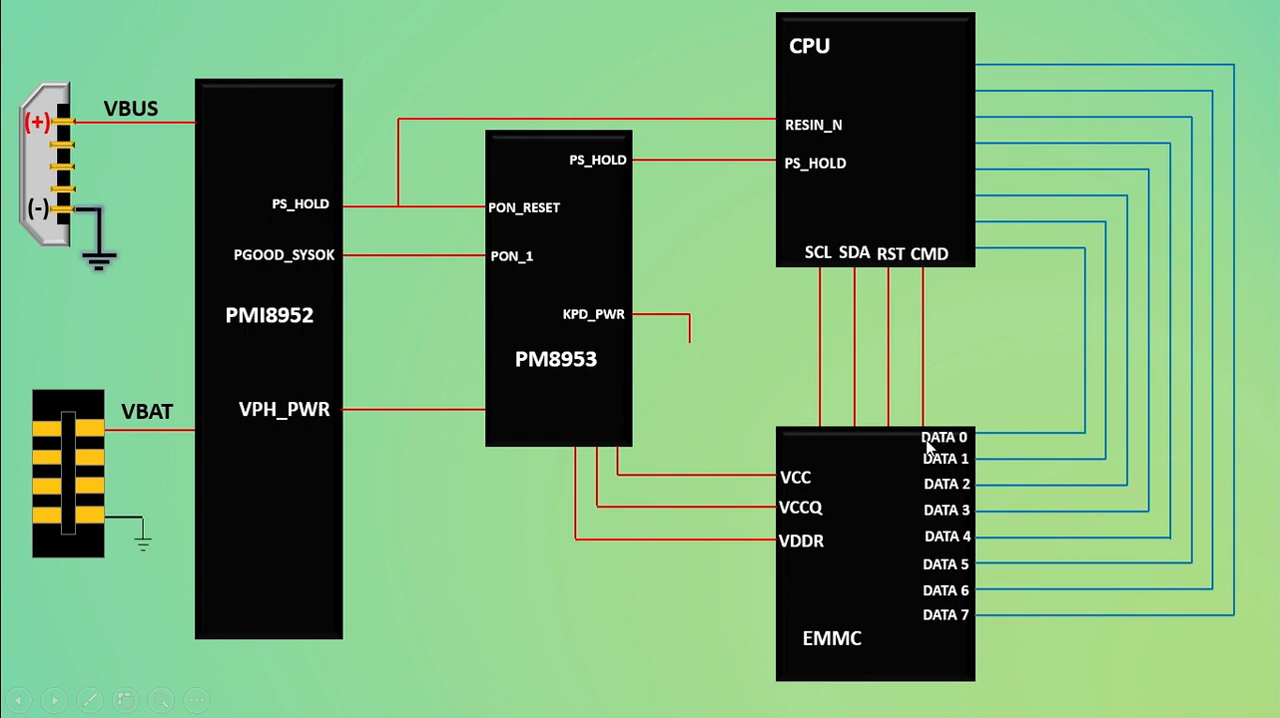 (+)
VBUS
(-)
VBAT
PS_HOLD
PGOOD_SYSOK
PMI8952
VPH_PWR
PS_HOLD
PON_RESET
PON_1
KPD_PWR
PM8953
CPU
RESIN_N
PS_HOLD
SCL SDA RST CMD
DATA 0
DATA 1
VCC
DATA 2
VCCQ
DATA 3
VDDR
DATA 4
DATA 5
DATA 6
DATA 7
EMMC